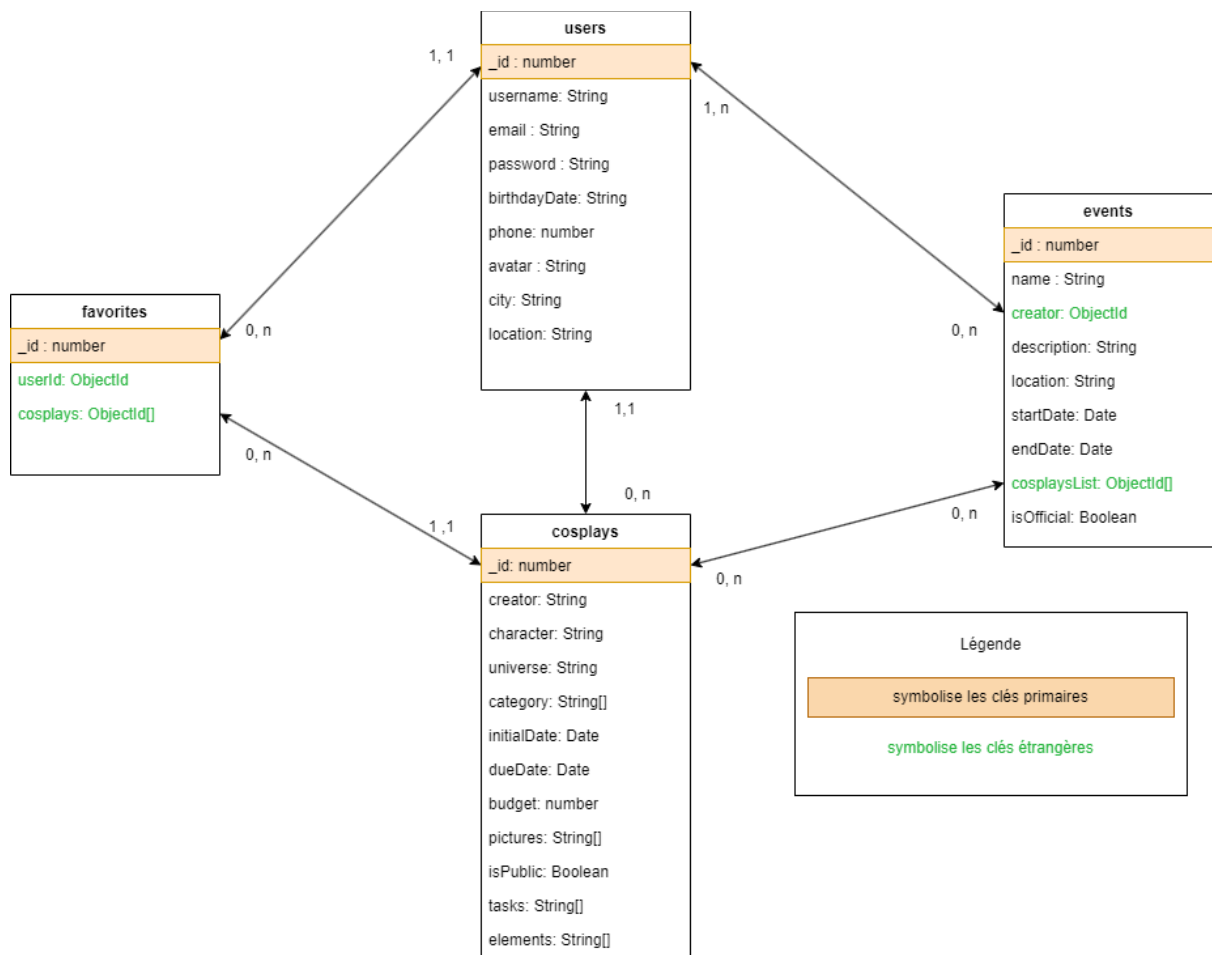 users
_id : number
username: String
email : String
password : String
birthdayDate: String
phone: number
avatar : String
city: String
location: String
1, 1
1, n
events
_id : number
name : String
creator: ObjectId
description: String
location: String
startDate: Date
endDate: Date
cosplaysList: ObjectId[]
isOfficial: Boolean
favorites
_id : number
userId: ObjectId
cosplays: ObjectId[]
0, n
0, n
1,1
0, n
0, n
1 ,1
0, n
0, n
cosplays
_id: number
creator: String
character: String
universe: String
category: String[]
initialDate: Date
dueDate: Date
budget: number
pictures: String[]
isPublic: Boolean
tasks: String[]
elements: String[]
Légende
symbolise les clés primaires
symbolise les clés étrangères